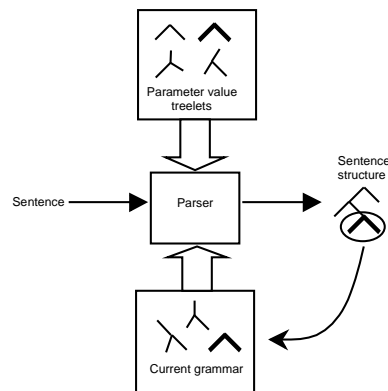 Parameter value
treelets
Sentence
structure
Sentence
Parser
Current grammar